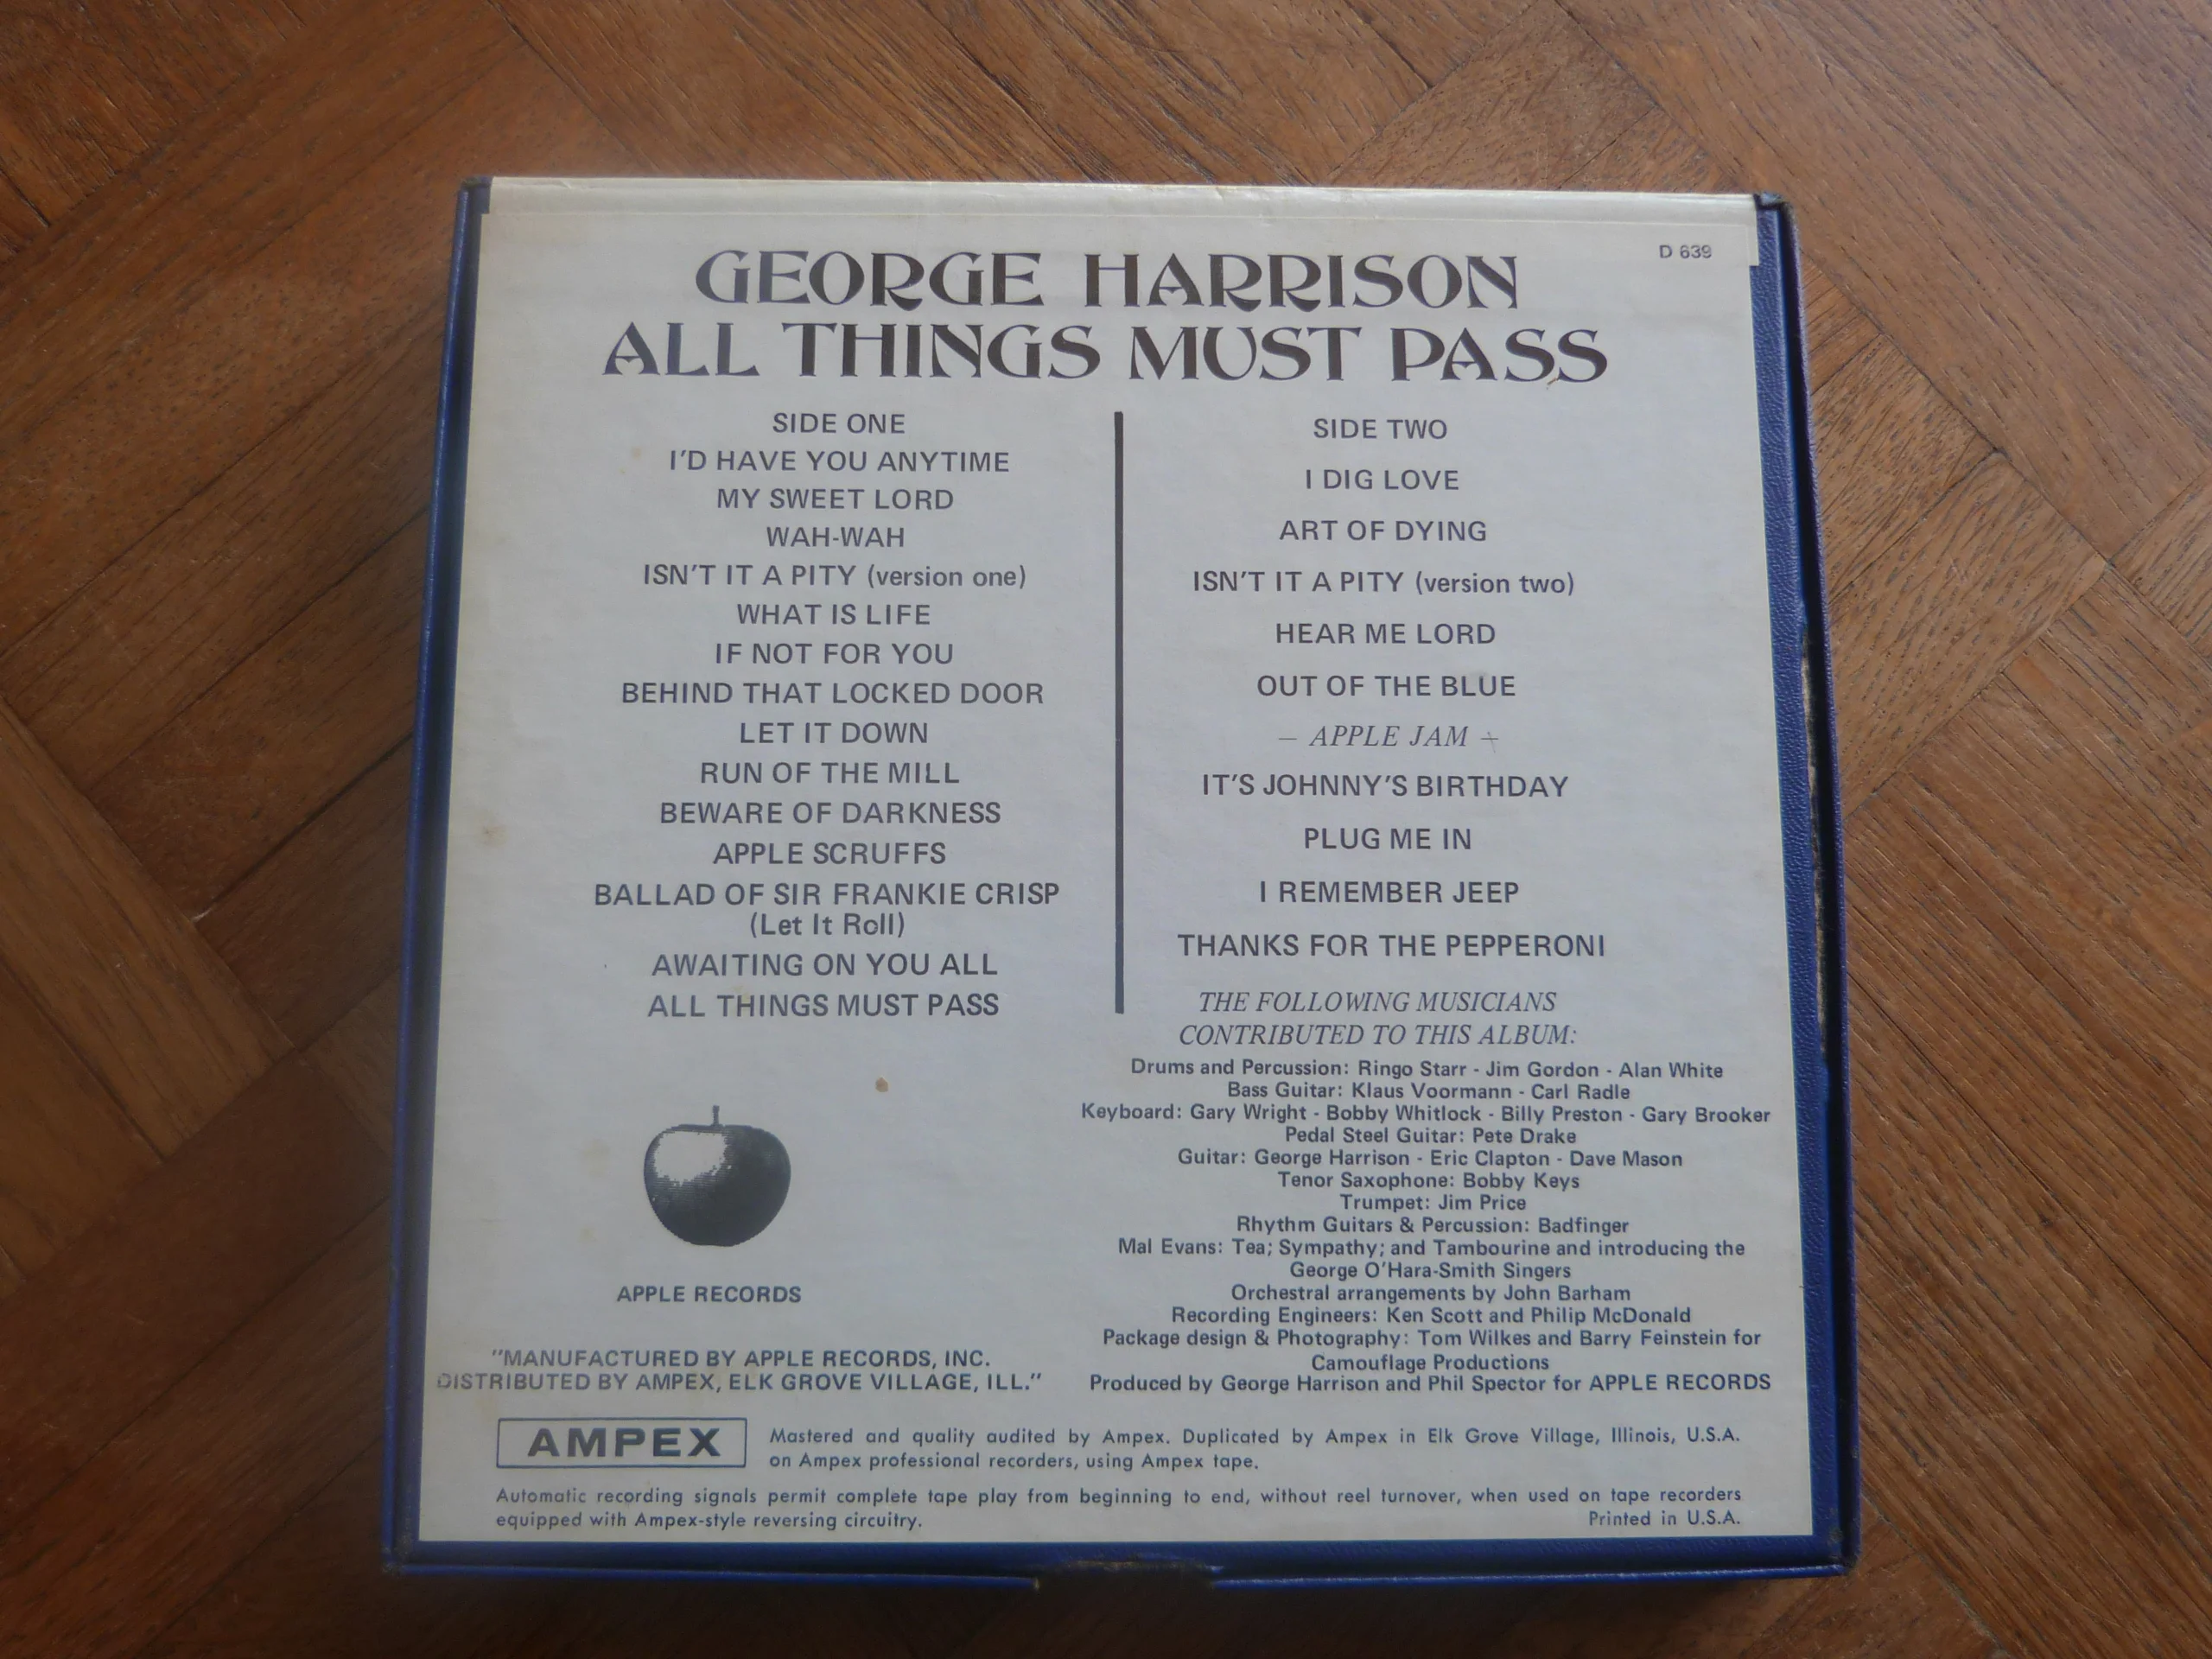 D 639
GEORGE HARRISON
ALL THINGS MUST PASS
SIDE ONE
I'D HAVE YOU ANYTIME
MY SWEET LORD
WAH-WAH
ISN'T IT A PITY (version one)
WHAT IS LIFE
IF NOT FOR YOU
BEHIND THAT LOCKED DOOR
LET IT DOWN
RUN OF THE MILL
BEWARE OF DARKNESS
APPLE SCRUFFS
BALLAD OF SIR FRANKIE CRISP
(Let It Roll)
AWAITING ON YOU ALL
ALL THINGS MUST PASS
SIDE TWO
I DIG LOVE
ART OF DYING
ISN'T IT A PITY (version two)
HEAR ME LORD
OUT OF THE BLUE
– APPLE JAM –
IT'S JOHNNY'S BIRTHDAY
PLUG ME IN
I REMEMBER JEEP
THANKS FOR THE PEPPERONI
THE FOLLOWING MUSICIANS
CONTRIBUTED TO THIS ALBUM:
Drums and Percussion: Ringo Starr - Jim Gordon - Alan White
Bass Guitar: Klaus Voormann - Carl Radle
Keyboard: Gary Wright - Bobby Whitlock - Billy Preston - Gary Brooker
Pedal Steel Guitar: Pete Drake
Guitar: George Harrison - Eric Clapton - Dave Mason
Tenor Saxophone: Bobby Keys
Trumpet: Jim Price
Rhythm Guitars & Percussion: Badfinger
Mal Evans: Tea; Sympathy; and Tambourine and introducing the
George O'Hara-Smith Singers
Orchestral arrangements by John Barham
Recording Engineers: Ken Scott and Philip McDonald
Package design & Photography: Tom Wilkes and Barry Feinstein for
Camouflage Productions
Produced by George Harrison and Phil Spector for APPLE RECORDS
APPLE RECORDS
"MANUFACTURED BY APPLE RECORDS, INC.
DISTRIBUTED BY AMPEX, ELK GROVE VILLAGE, ILL."
AMPEX
Mastered and quality audited by Ampex. Duplicated by Ampex in Elk Grove Village, Illinois, U.S.A.
on Ampex professional recorders, using Ampex tape.
Automatic recording signals permit complete tape play from beginning to end, without reel turnover, when used on tape recorders
equipped with Ampex-style reversing circuitry.
Printed in U.S.A.